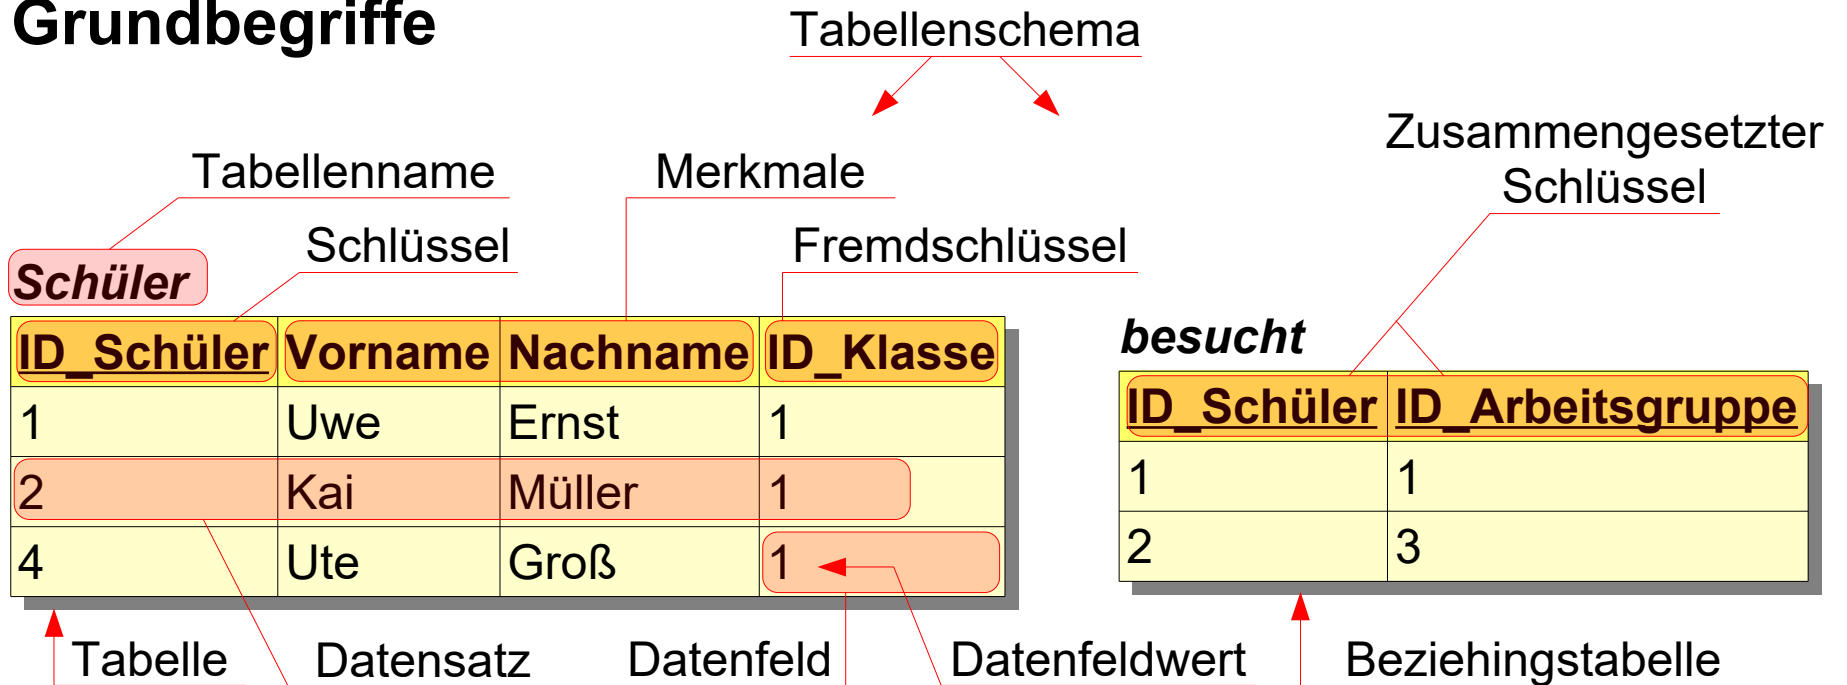 Grundbegriffe
Tabellenschema
Zusammengesetzter
Schlüssel
Tabellenname
Merkmale
Schlüssel
Fremdschlüssel
Schüler
ID_Schüler Vorname Nachname ID_Klasse
1 Uwe Ernst 1
2 Kai Müller 1
4 Ute Groß 1
besucht
ID_Schüler ID_Arbeitsgruppe
1 1
2 3
Tabelle
Datensatz
Datenfeld
Datenfeldwert
Beziehingstabelle